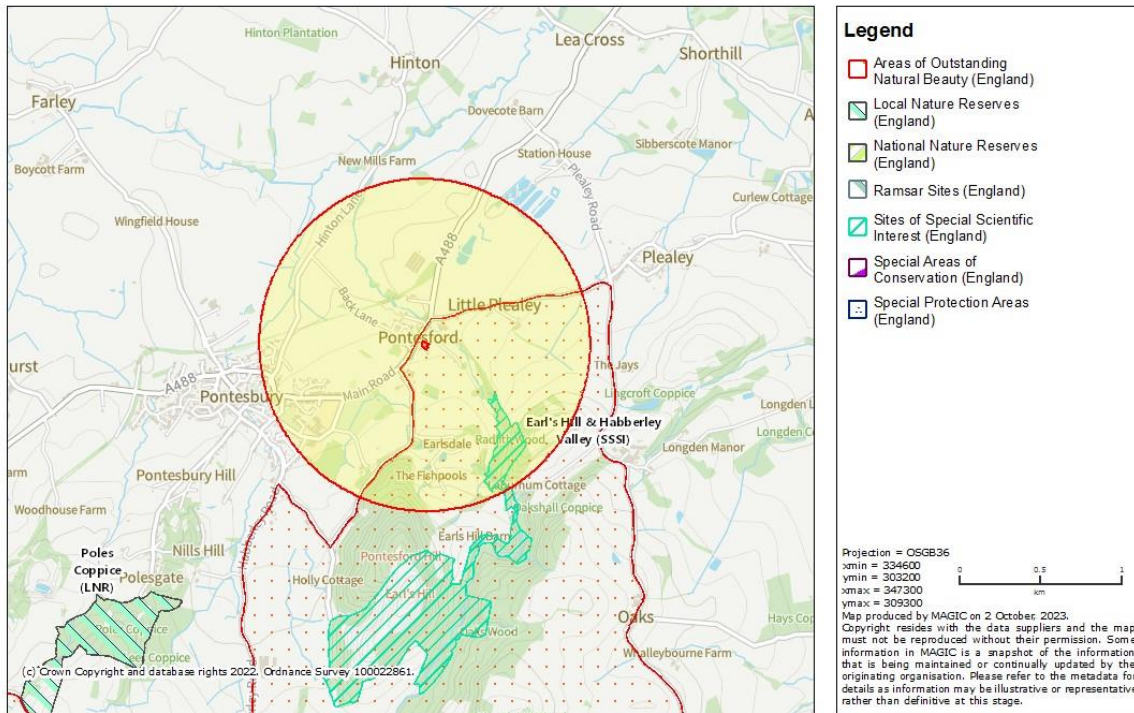 Hinton Plantation
Lea Cross
Shorthill
Hinton
Farley
Dovecote Barn
Sibberscote Manor
Station House
New Mills Farm
Boycott Farm
Curlew Cottage
Plealey Road
Wingfield House
Hinton Lane
A488
Plealey
Back Lane
Little Plealey
Pontesford
urst
The Jays
A488
Main Road
Lingcroft Coppice
Pontesbury
Longden
Earl's Hill & Habberley
Valley (SSSI)
Earlsdale
Longden Manor
Pontesbury Hill
The Fishpools
Oakshall Coppice
Woodhouse Farm
Earls Hill Barn
Nills Hill
Pontesford Hill
Poles
Coppice
(LNR)
Polesgate
Holly Cottage
Earl's Hill
Oaks
Whalleybourne Farm
(c) Crown Copyright and database rights 2022. Ordnance Survey 100022861.
Legend
Areas of Outstanding
Natural Beauty (England)
Local Nature Reserves
(England)
National Nature Reserves
(England)
Ramsar Sites (England)
Sites of Special Scientific
Interest (England)
Special Areas of
Conservation (England)
Special Protection Areas
(England)
Projection = OSGB36
xmin = 334600
ymin = 303200
xmax = 347300
ymax = 309300
0 0.5 1
km
Map produced by MAGIC on 2 October, 2023.
Copyright resides with the data suppliers and the map
must not be reproduced without their permission. Some
information in MAGIC is a snapshot of the information
that is being maintained or continually updated by the
originating organisation. Please refer to the metadata for
details as information may be illustrative or representative
rather than definitive at this stage.